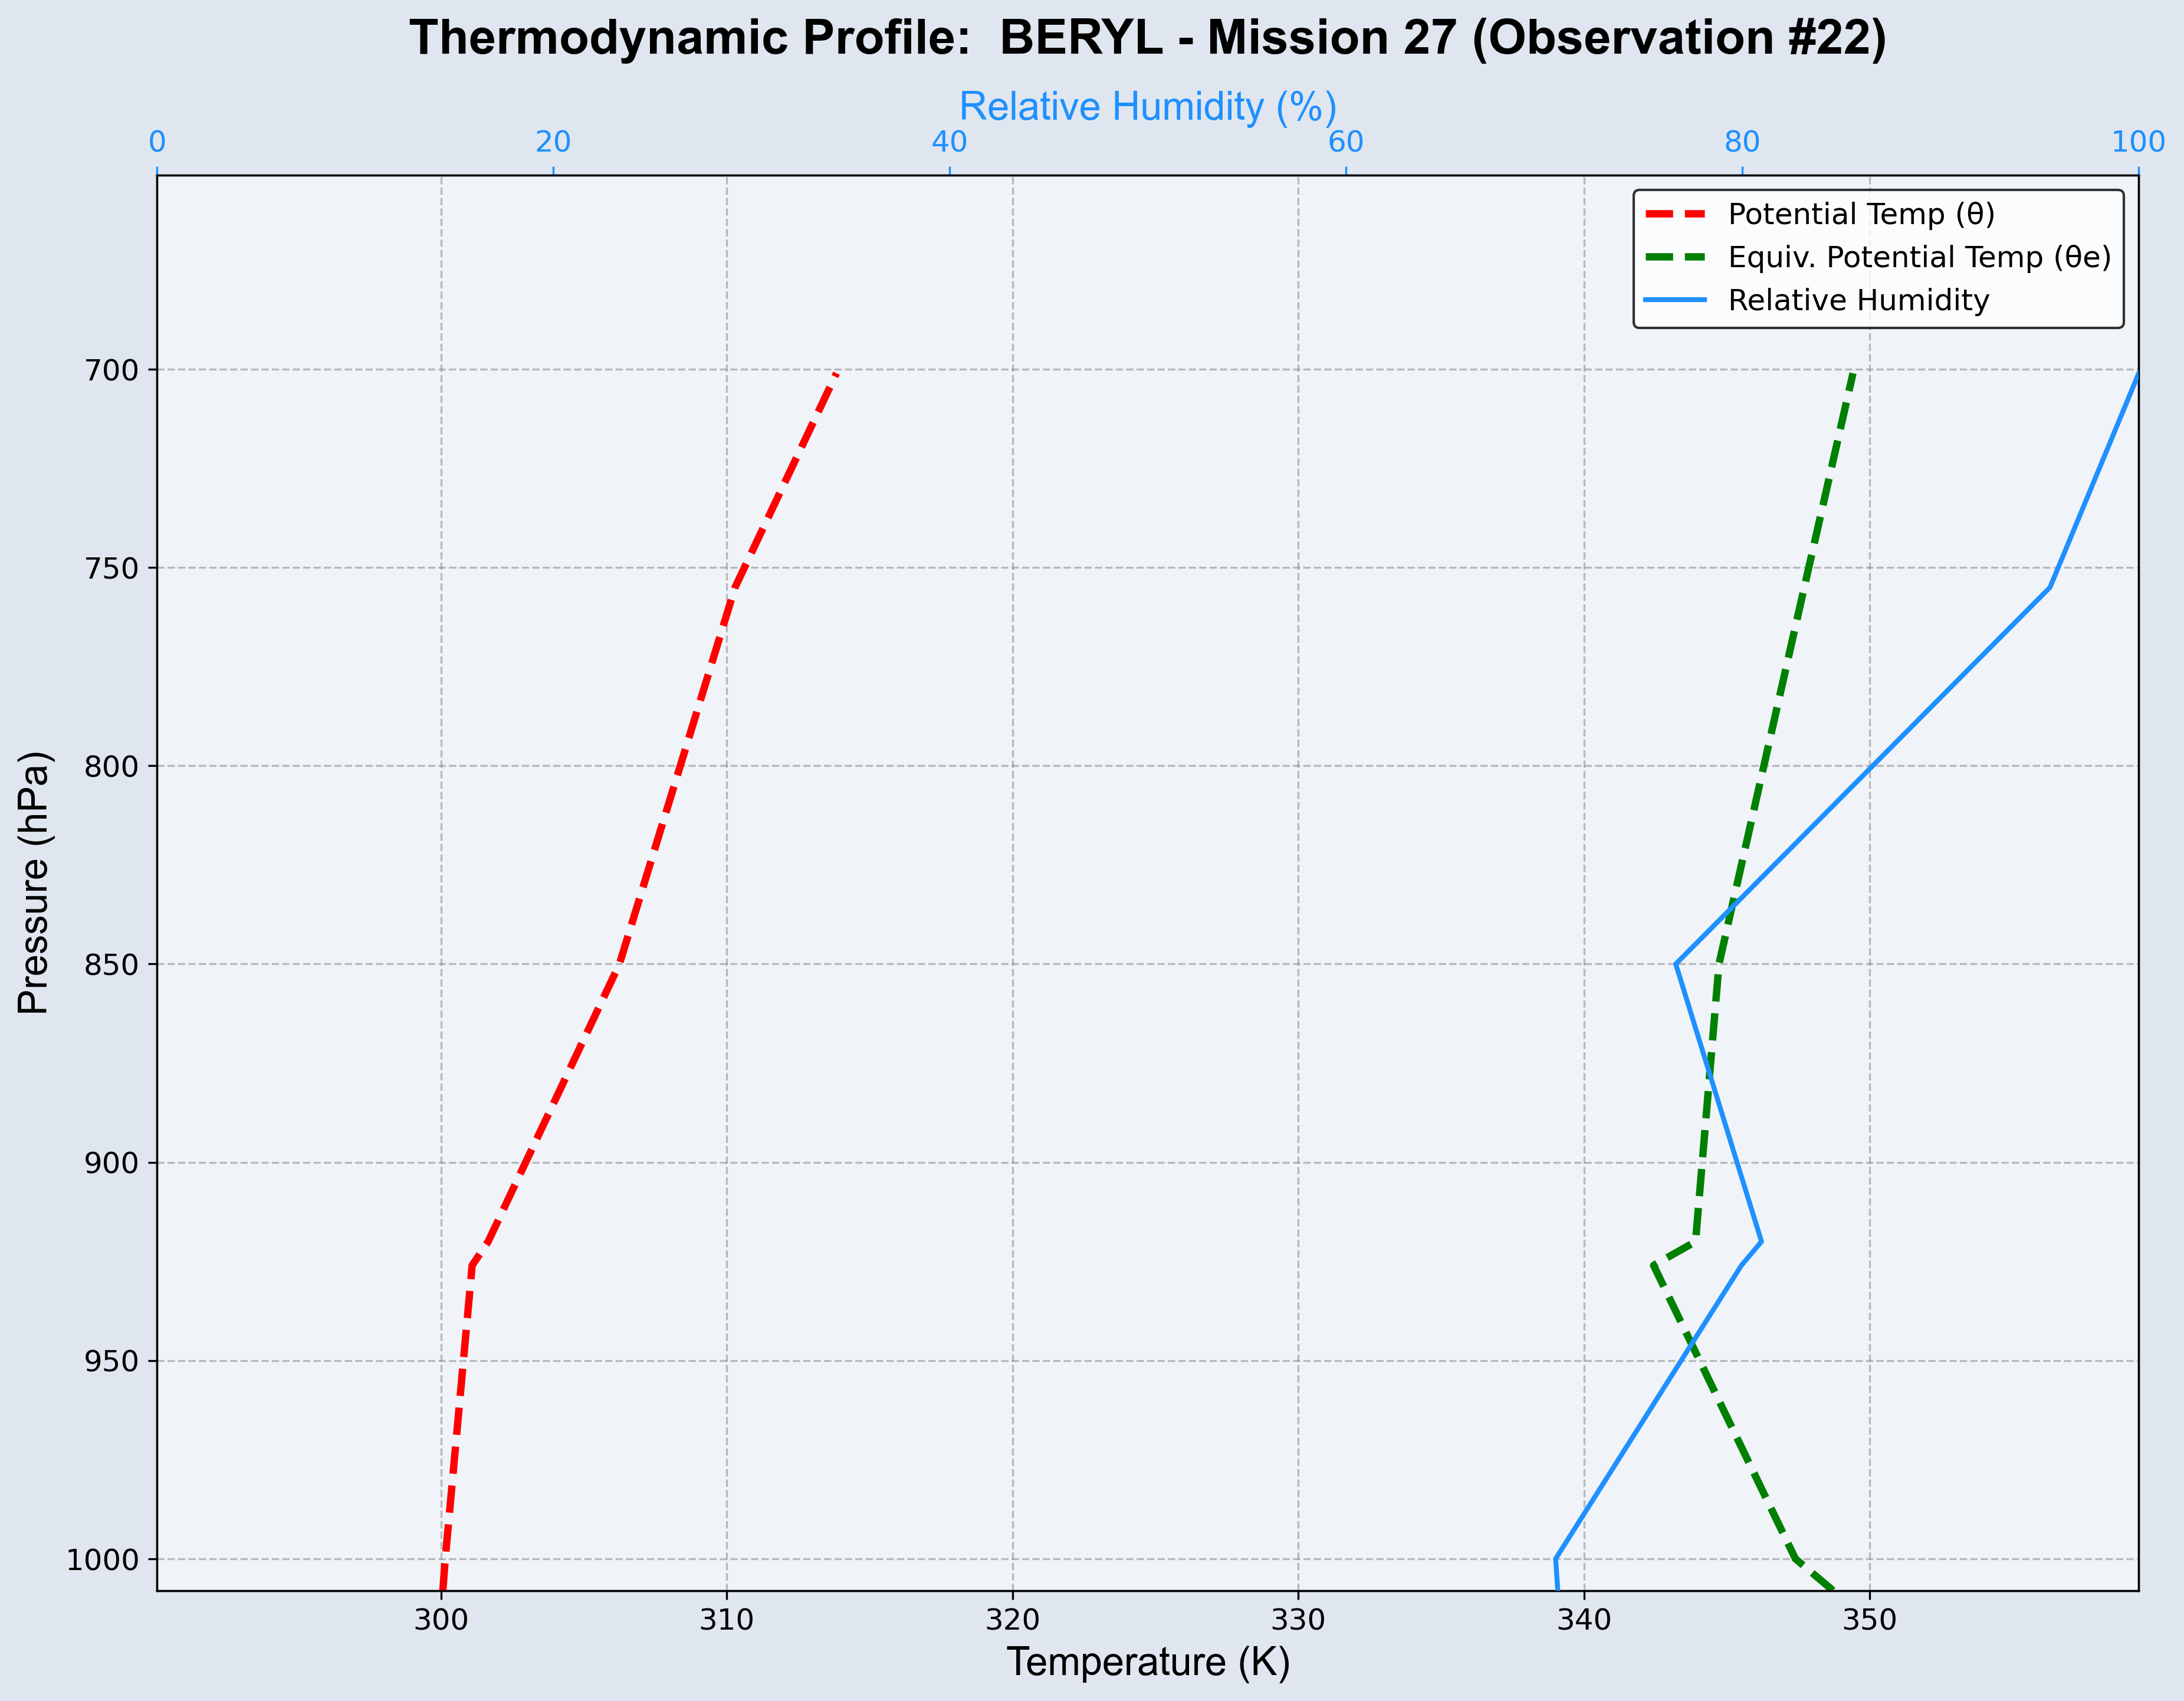 Thermodynamic Profile:  BERYL - Mission 27 (Observation #22)
Relative Humidity (%)
0 20 40 60 80 100
Potential Temp (θ)
Equiv. Potential Temp (θe)
Relative Humidity
700
750
800
850
900
950
1000
Pressure (hPa)
300 310 320 330 340 350
Temperature (K)